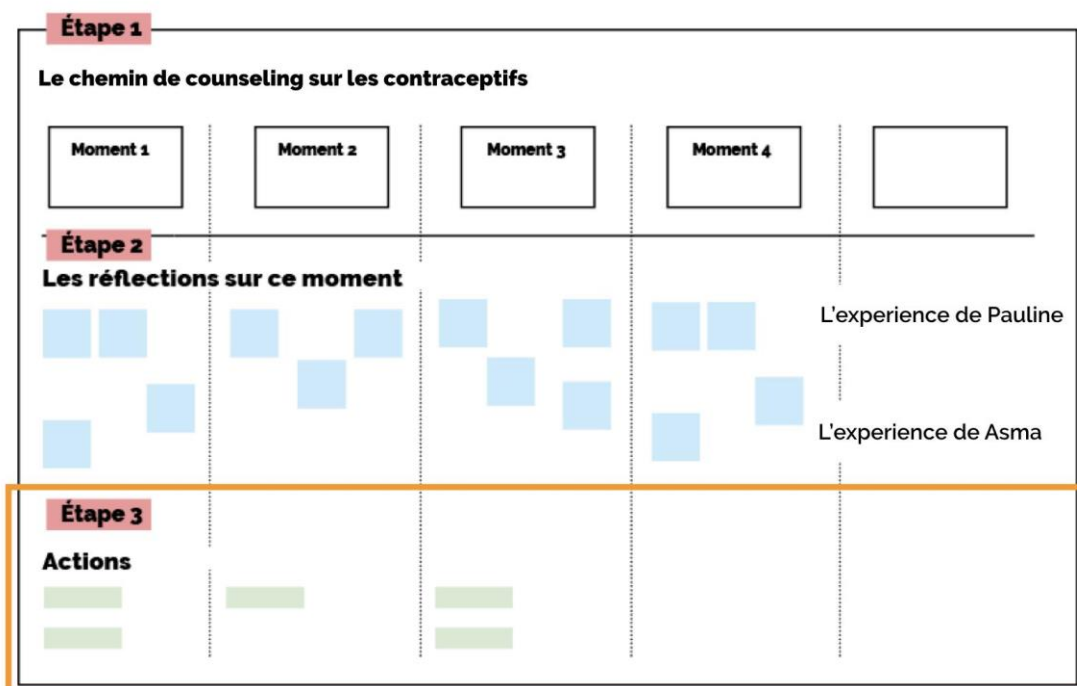 Étape 1
Le chemin de counseling sur les contraceptifs
Moment 1
Moment 2
Moment 3
Moment 4
Étape 2
Les réflections sur ce moment
L'experience de Pauline
L'experience de Asma
Étape 3
Actions